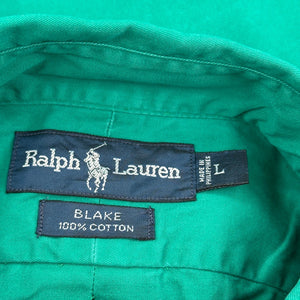 Ralph Lauren
MADE IN
PHILIPPINES
L
BLAKE
100% COTTON